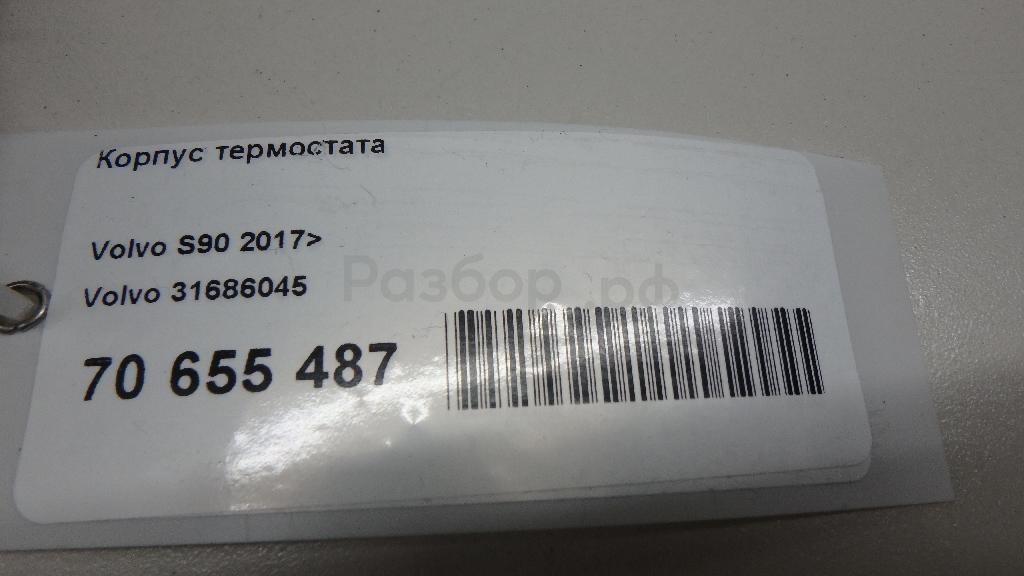 Корпус термостата
Volvo S90 2017>
Volvo 31686045
Разбор.рф
70 655 487